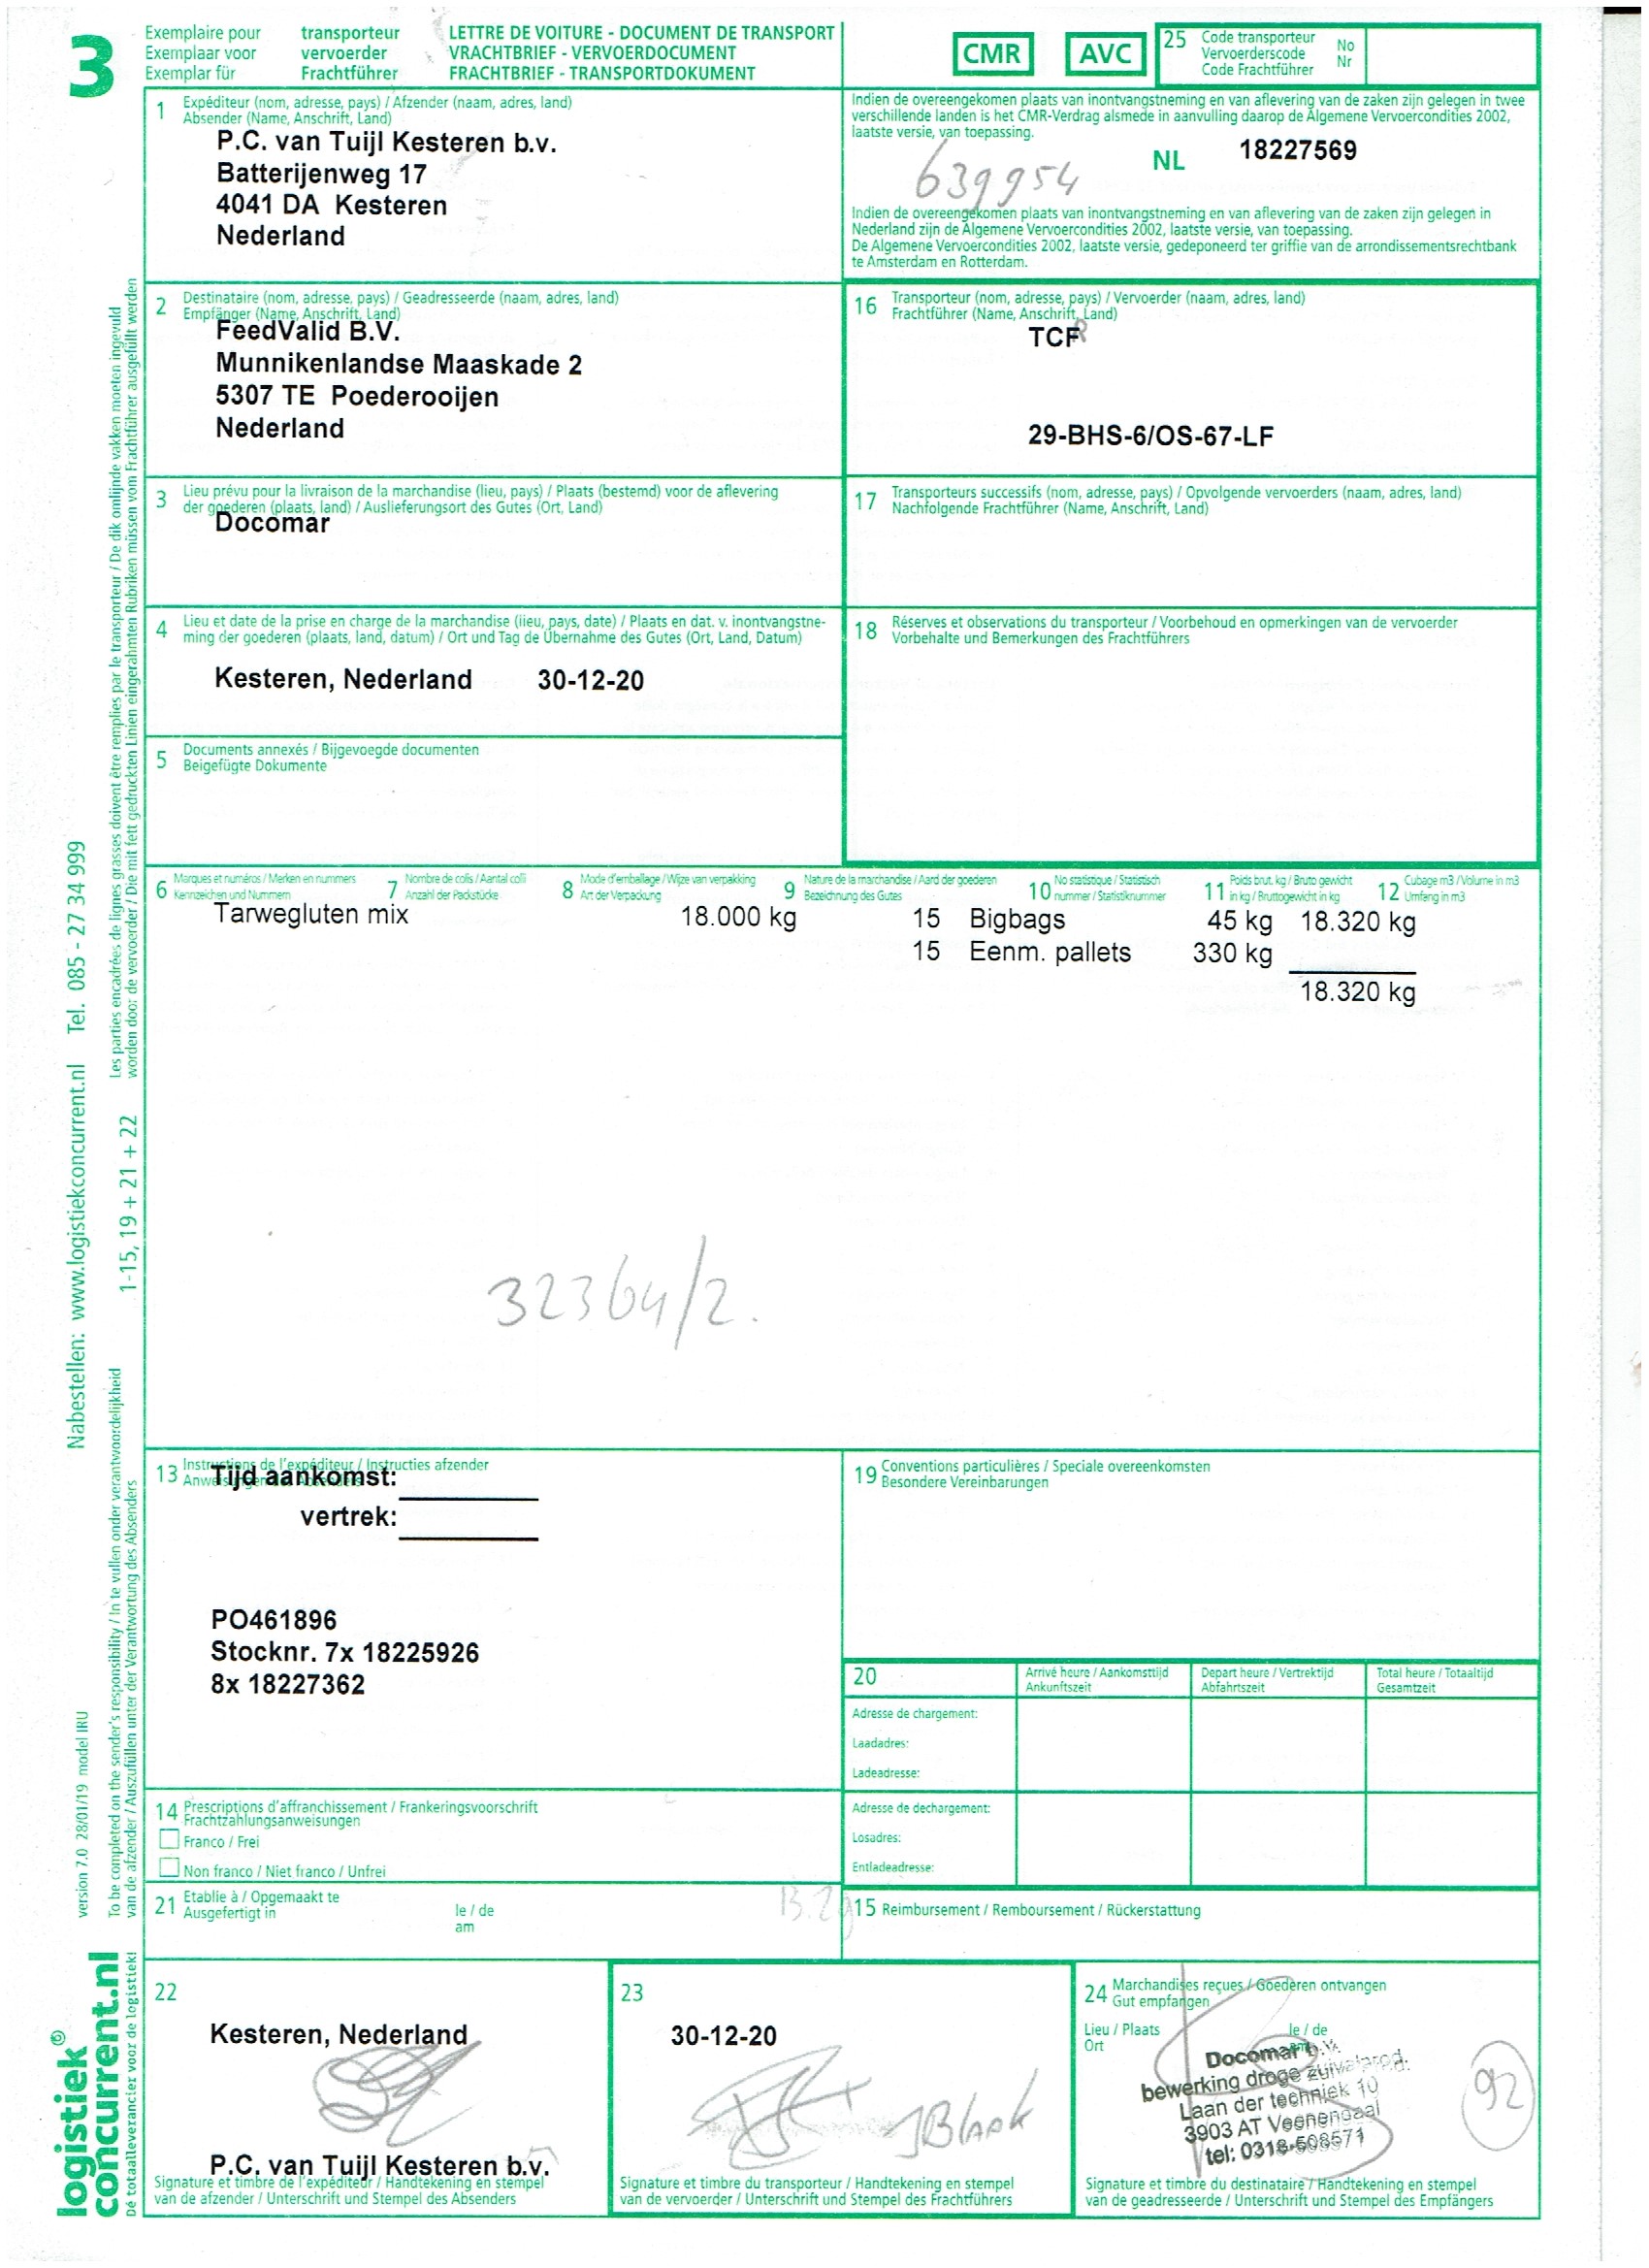 3
Exemplaire pour transporteur
Exemplaar voor vervoerder
Exemplar für Frachtführer
LETTRE DE VOITURE - DOCUMENT DE TRANSPORT
VRACHTBRIEF - VERVOERDOCUMENT
FRACHTBRIEF - TRANSPORTDOKUMENT
CMR AVC
25 Code transporteur No
Vervoerderscode Nr
Code Frachtführer
1 Expéditeur (nom, adresse, pays) / Afzender (naam, adres, land)
Absender (Name, Anschrift, Land)
P.C. van Tuijl Kesteren b.v.
Batterijenweg 17
4041 DA Kesteren
Nederland
Indien de overeengekomen plaats van inontvangstneming en van aflevering van de zaken zijn gelegen in twee
verschillende landen is het CMR-Verdrag alsmede in aanvulling daarop de Algemene Vervoercondities 2002,
laatste versie, van toepassing.
639954
NL 18227569
Indien de overeengekomen plaats van inontvangstneming en van aflevering van de zaken zijn gelegen in
Nederland zijn de Algemene Vervoercondities 2002, laatste versie, van toepassing.
De Algemene Vervoercondities 2002, laatste versie, gedeponeerd ter griffie van de arrondissementsrechtbank
te Amsterdam en Rotterdam.
2 Destinataire (nom, adresse, pays) / Geadresseerde (naam, adres, land)
Empfänger (Name, Anschrift, Land)
FeedValid B.V.
Munnikenlandse Maaskade 2
5307 TE Poederooijen
Nederland
16 Transporteur (nom, adresse, pays) / Vervoerder (naam, adres, land)
Frachtführer (Name, Anschrift, Land)
TCF
29-BHS-6/OS-67-LF
3 Lieu prévu pour la livraison de la marchandise (lieu, pays) / Plaats (bestemd) voor de aflevering
der goederen (plaats, land) / Auslieferungsort des Gutes (Ort, Land)
Docomar
17 Transporteurs successifs (nom, adresse, pays) / Opvolgende vervoerders (naam, adres, land)
Nachfolgende Frachtführer (Name, Anschrift, Land)
4 Lieu et date de la prise en charge de la marchandise (lieu, pays, date) / Plaats en dat. v. inontvangstne-
ming der goederen (plaats, land, datum) / Ort und Tag de Übernahme des Gutes (Ort, Land, Datum)
Kesteren, Nederland 30-12-20
18 Réserves et observations du transporteur / Voorbehoud en opmerkingen van de vervoerder
Vorbehalte und Bemerkungen des Frachtführers
5 Documents annexés / Bijgevoegde documenten
Beigefügte Dokumente
6 Marques et numéros / Merken en nummers
Kennzeichen und Nummern
7 Nombre de colis / Aantal colli
Anzahl der Packstücke
8 Mode d'emballage / Wijze van verpakking
Art der Verpackung
9 Nature de la marchandise / Aard der goederen
Bezeichnung des Gutes
10 No statistique / Statistisch
nummer / Statistiknummer
11 Poids brut. kg / Bruto gewicht
in kg / Bruttogewicht in kg
12 Cubage m3 / Volume in m3
Umfang in m3
Tarwegluten mix 18.000 kg 15 Bigbags 45 kg 18.320 kg
15 Eenm. pallets 330 kg
18.320 kg
32364/2.
13 Instructions de l'expéditeur / Instructies afzender
Tijd aankomst:
vertrek:
PO461896
Stocknr. 7x 18225926
8x 18227362
19 Conventions particulières / Speciale overeenkomsten
Besondere Vereinbarungen
20 Arrivé heure / Aankomsttijd
Ankunftszeit
Depart heure / Vertrektijd
Abfahrtszeit
Total heure / Totaaltijd
Gesamtzeit
Adresse de chargement:
Laadadres:
Ladeadresse:
Adresse de dechargement:
Losadres:
Entladeadresse:
14 Prescriptions d'affranchissement / Frankeringsvoorschrift
Frachtzahlungsanweisungen
Franco / Frei
Non franco / Niet franco / Unfrei
21 Etablie à / Opgemaakt te le / de
Ausgefertigt in am
15 Reimbursement / Remboursement / Rückerstattung
22
Kesteren, Nederland
P.C. van Tuijl Kesteren b.v.
Signature et timbre de l'expéditeur / Handtekening en stempel
van de afzender / Unterschrift und Stempel des Absenders
23
30-12-20
Signature et timbre du transporteur / Handtekening en stempel
van de vervoerder / Unterschrift und Stempel des Frachtführers
24 Marchandises reçues / Goederen ontvangen
Gut empfangen
Lieu / Plaats le / de
Ort
Docomar b.v.
bewerking droge zuivelprod.
Laan der techniek 10
3903 AT Veenendaal
tel: 0318-508571
92
Signature et timbre du destinataire / Handtekening en stempel
van de geadresseerde / Unterschrift und Stempel des Empfängers
Les parties encadrées de lignes grasses doivent être remplies par le transporteur / De dik omlijnde vakken moeten ingevuld
worden door de vervoerder / Die mit fett gedruckten Linien eingerahmten Rubriken müssen vom Frachtführer ausgefüllt werden
1-15, 19 + 21 + 22
To be completed on the sender's responsibility / In te vullen onder verantwoordelijkheid
van de afzender / Auszufüllen unter der Verantwortung des Absenders
Nabestellen: www.logistiekconcurrent.nl Tel. 085 - 27 34 999
version 7.0 28/01/19 model IRU
logistiek
concurrent.nl
Dé totaalleverancier voor de logistiek!